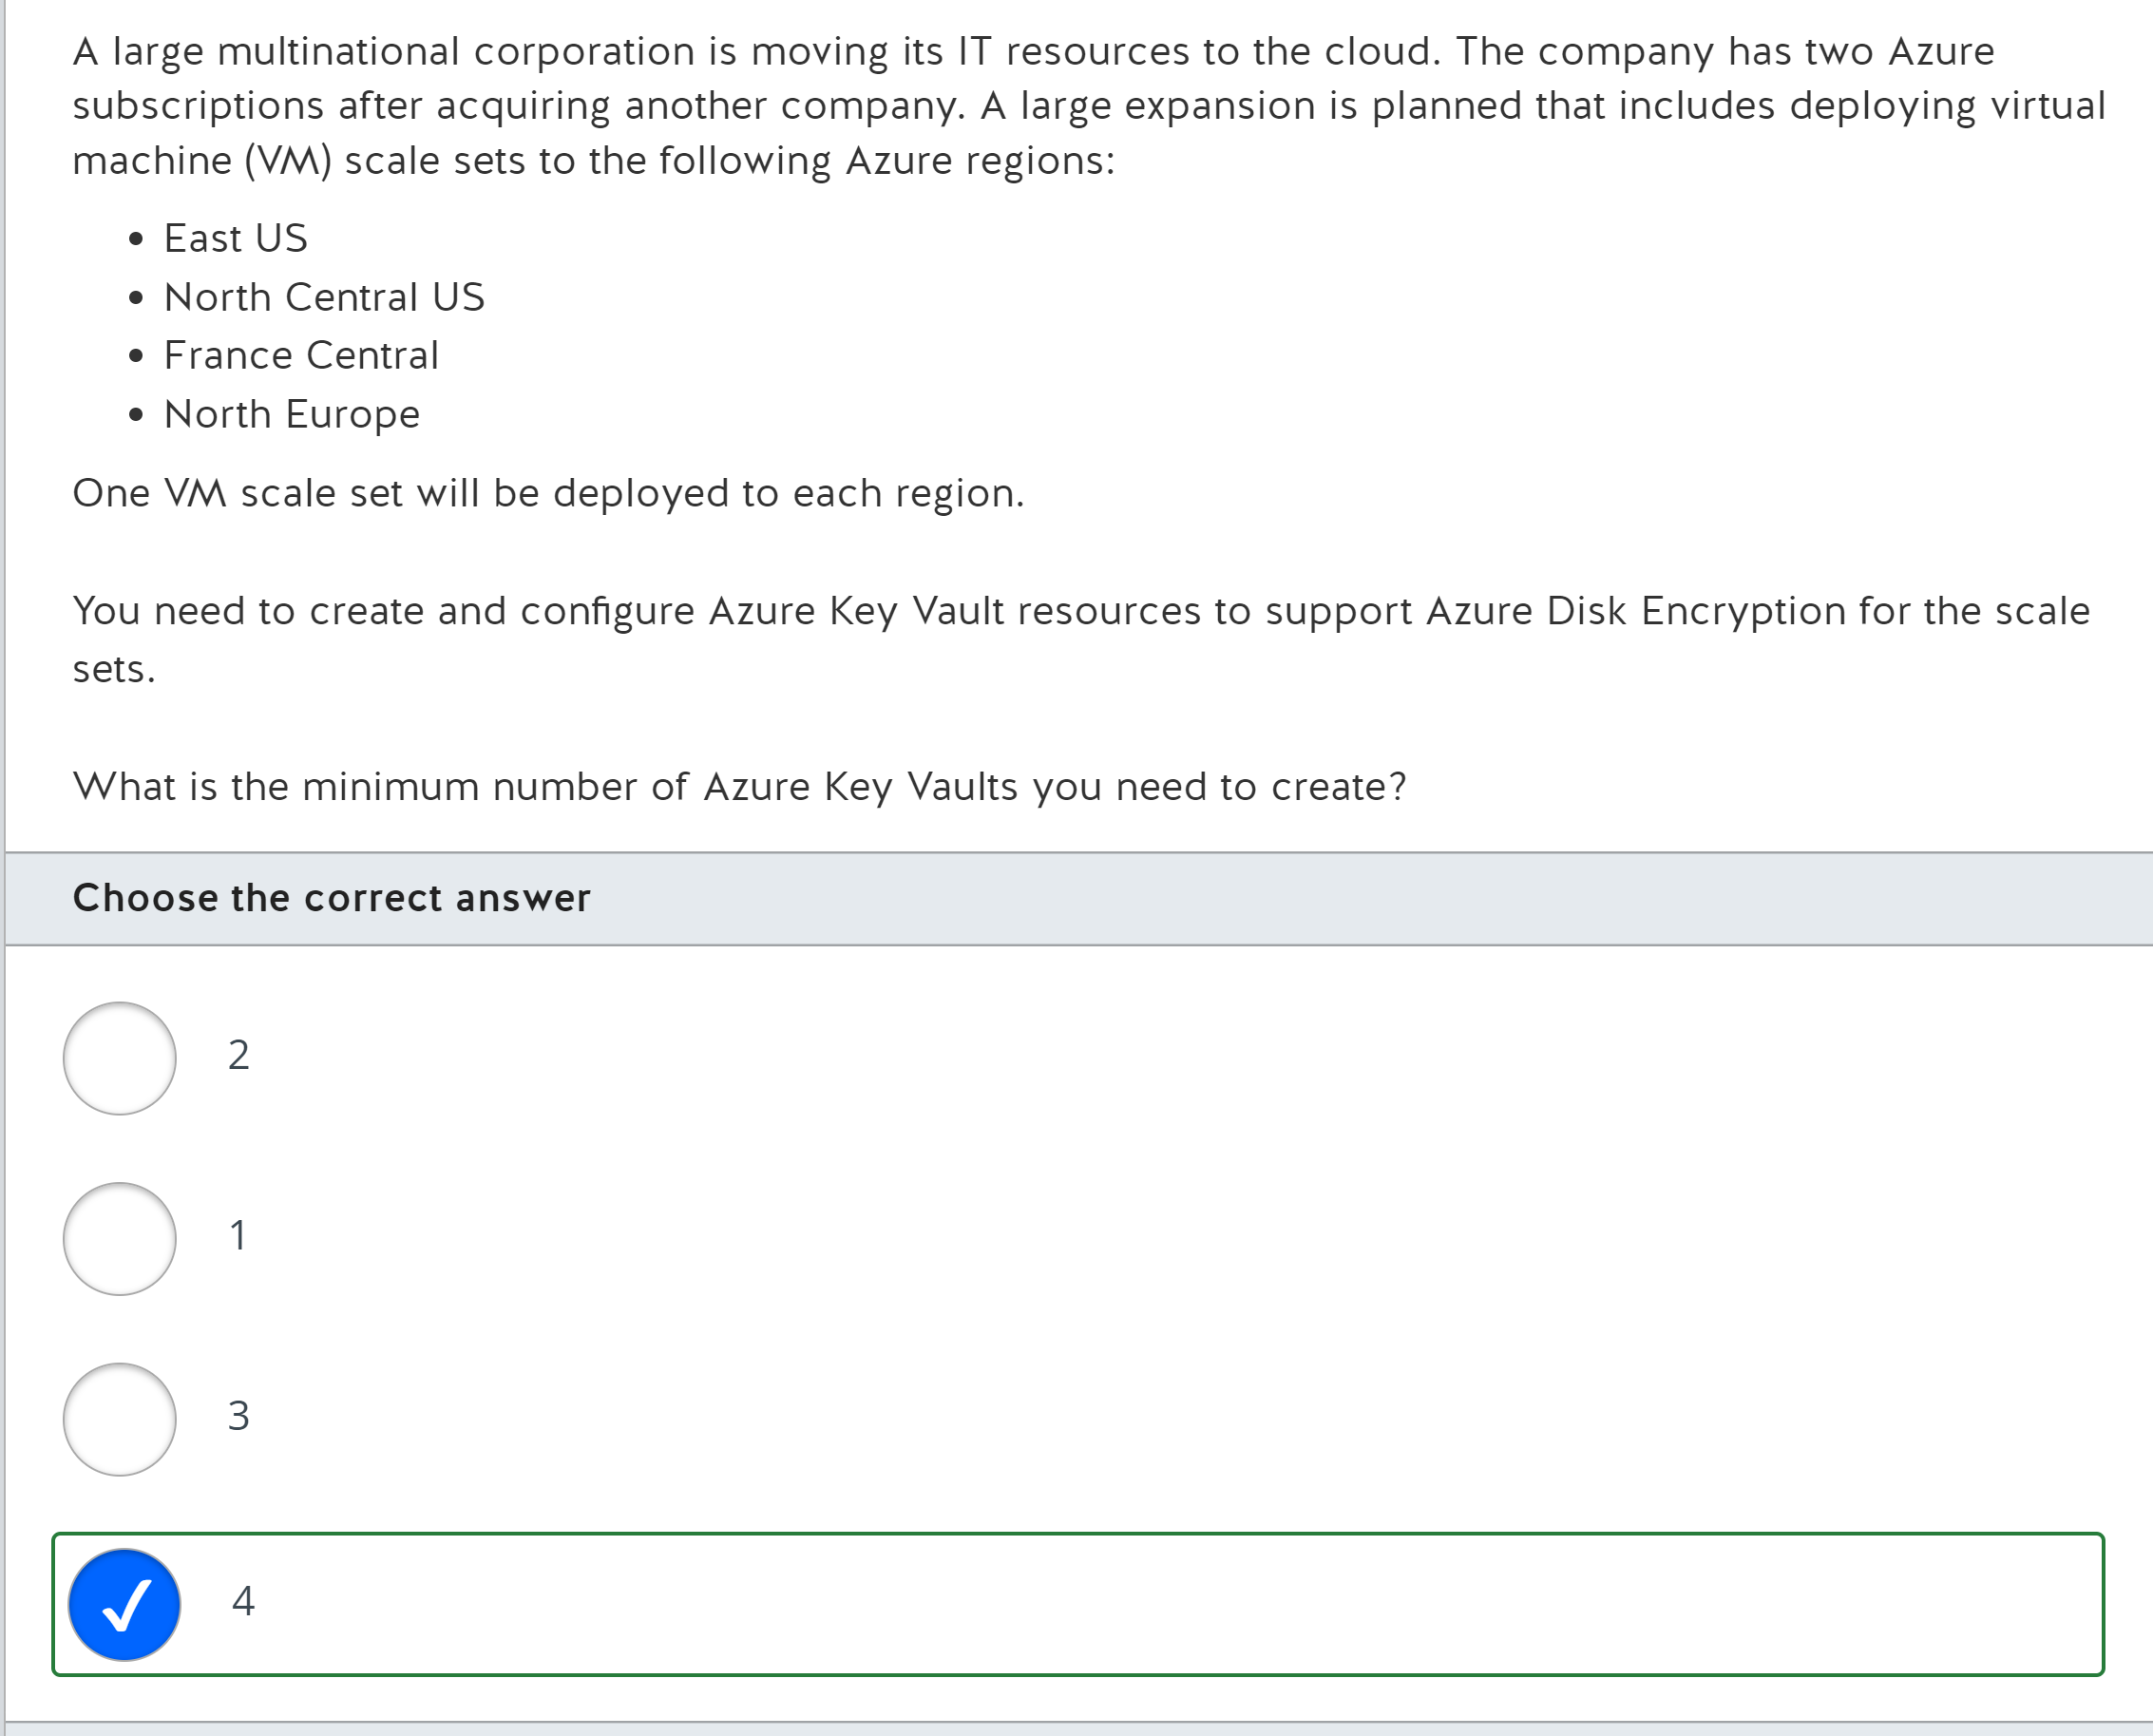 A large multinational corporation is moving its IT resources to the cloud. The company has two Azure
subscriptions after acquiring another company. A large expansion is planned that includes deploying virtual
machine (VM) scale sets to the following Azure regions:
• East US
• North Central US
• France Central
• North Europe
One VM scale set will be deployed to each region.
You need to create and configure Azure Key Vault resources to support Azure Disk Encryption for the scale
sets.
What is the minimum number of Azure Key Vaults you need to create?
Choose the correct answer
2
1
3
4